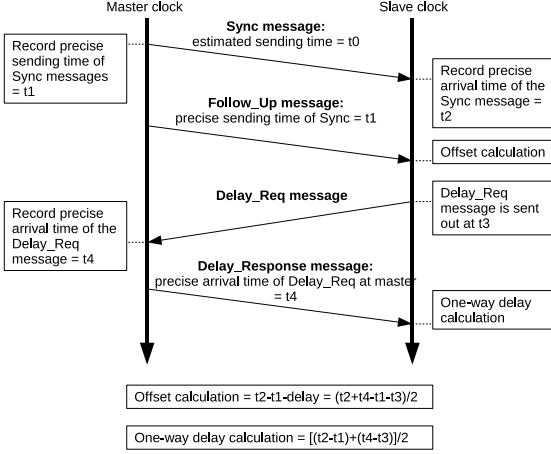 Master clock
Slave clock
Sync message:
estimated sending time = t0
Record precise
sending time of
Sync messages
= t1
Record precise
arrival time of the
Sync message =
t2
Follow_Up message:
precise sending time of Sync = t1
Offset calculation
Delay_Req message
Delay_Req
message is sent
out at t3
Record precise
arrival time of the
Delay_Req
message = t4
Delay_Response message:
precise arrival time of Delay_Req at master
= t4
One-way delay
calculation
Offset calculation = t2-t1-delay = (t2+t4-t1-t3)/2
One-way delay calculation = [(t2-t1)+(t4-t3)]/2